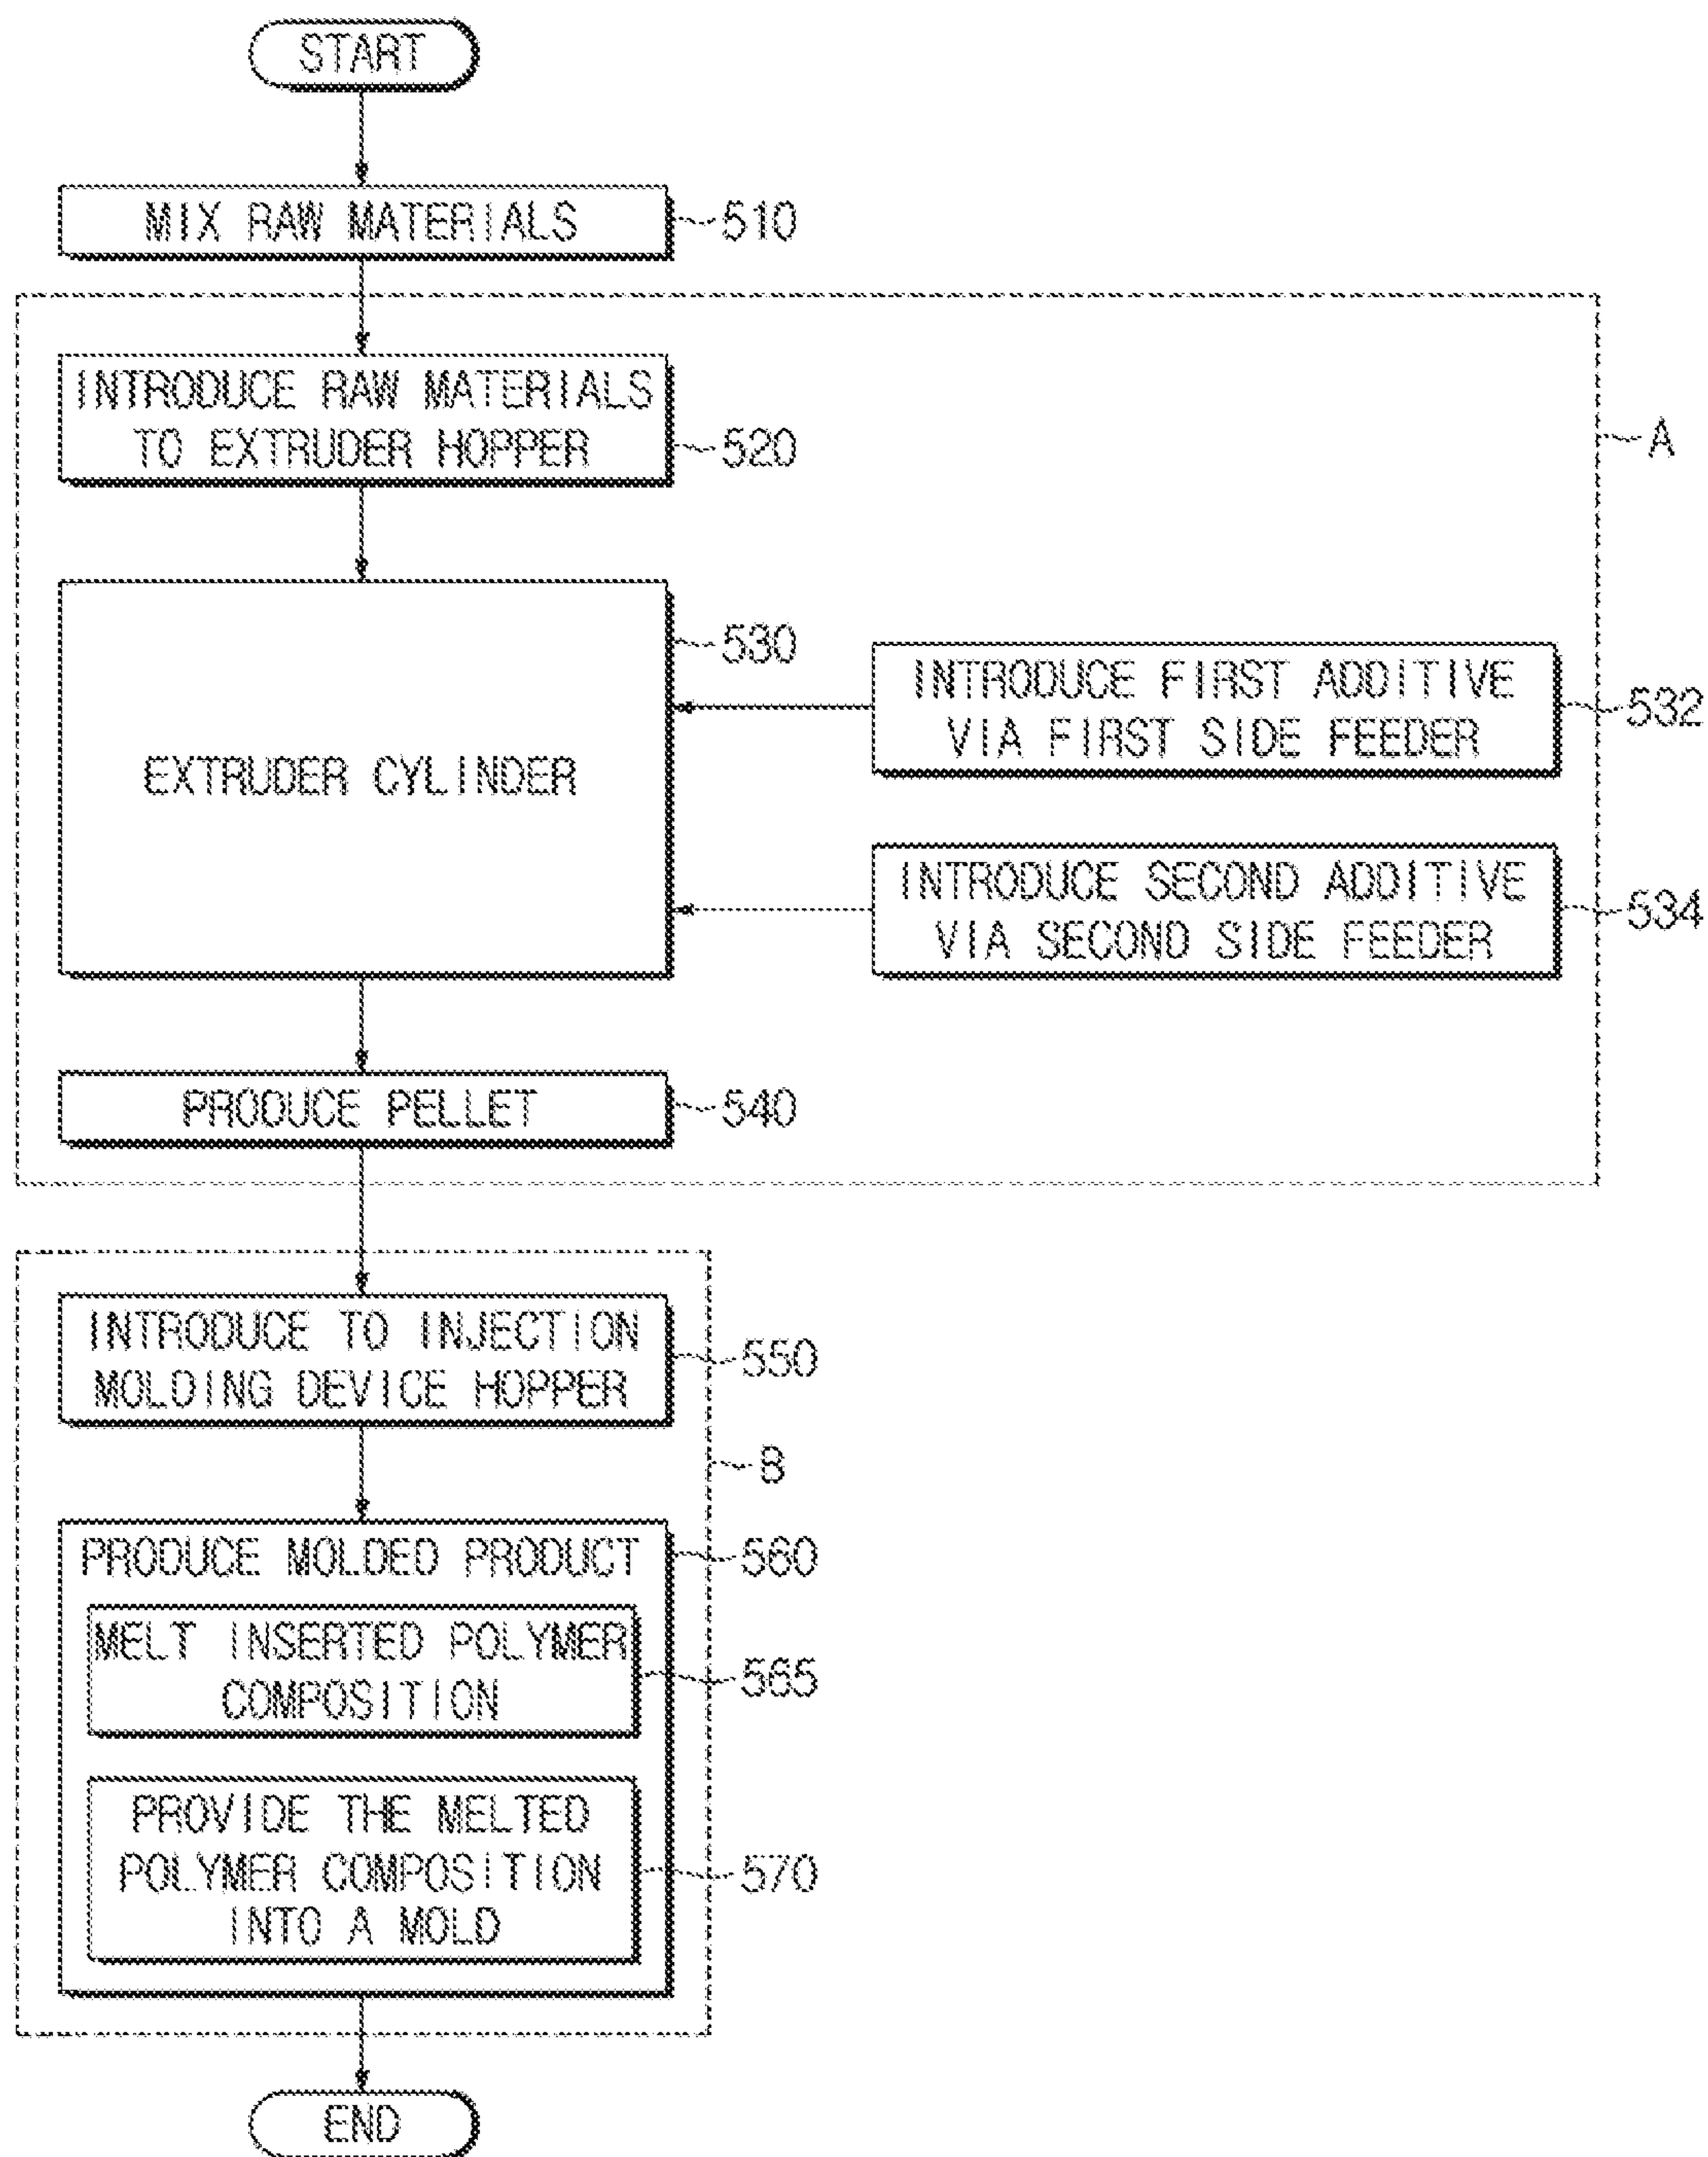 START
MIX RAW MATERIALS
510
INTRODUCE RAW MATERIALS
TO EXTRUDER HOPPER
520
A
EXTRUDER CYLINDER
530
INTRODUCE FIRST ADDITIVE
VIA FIRST SIDE FEEDER
532
INTRODUCE SECOND ADDITIVE
VIA SECOND SIDE FEEDER
534
PRODUCE PELLET
540
INTRODUCE TO INJECTION
MOLDING DEVICE HOPPER
550
B
PRODUCE MOLDED PRODUCT
560
MELT INSERTED POLYMER
COMPOSITION
565
PROVIDE THE MELTED
POLYMER COMPOSITION
INTO A MOLD
570
END